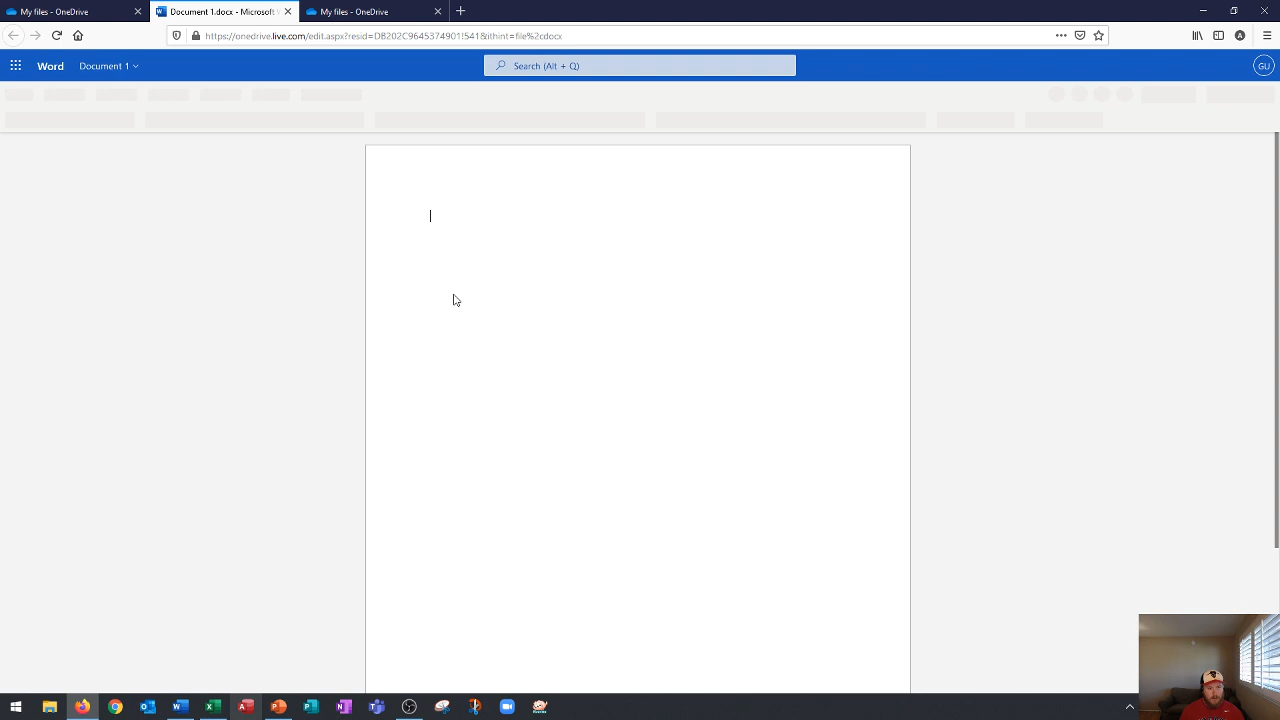 My files - OneDrive
Document 1.docx - Microsoft
My files - OneDrive
https://onedrive.live.com/edit.aspx?resid=DB202C9645374901!541&ithint=file%2cdocx
Word
Document 1
Search (Alt + Q)
GU